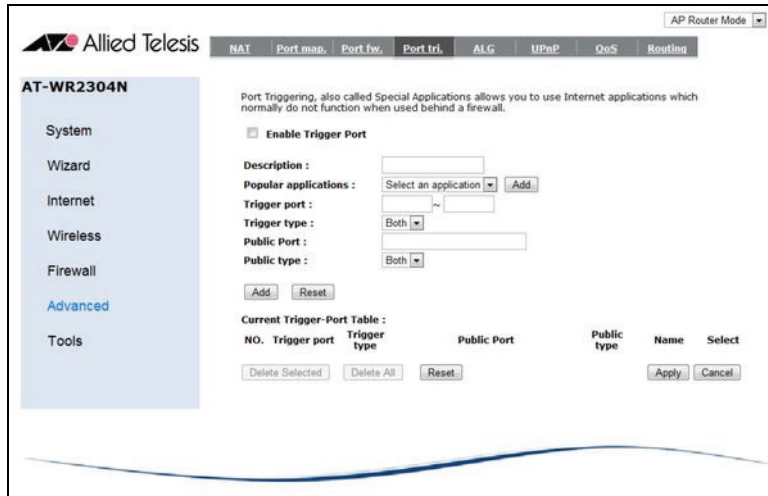 AP Router Mode
Allied Telesis
NAT Port map. Port fw. Port tri. ALG UPnP QoS Routing
AT-WR2304N
System
Wizard
Internet
Wireless
Firewall
Advanced
Tools
Port Triggering, also called Special Applications allows you to use Internet applications which
normally do not function when used behind a firewall.
Enable Trigger Port
Description :
Popular applications : Select an application Add
Trigger port : ~
Trigger type : Both
Public Port :
Public type : Both
Add Reset
Current Trigger-Port Table :
NO. Trigger port Trigger type Public Port Public type Name Select
Delete Selected Delete All Reset Apply Cancel